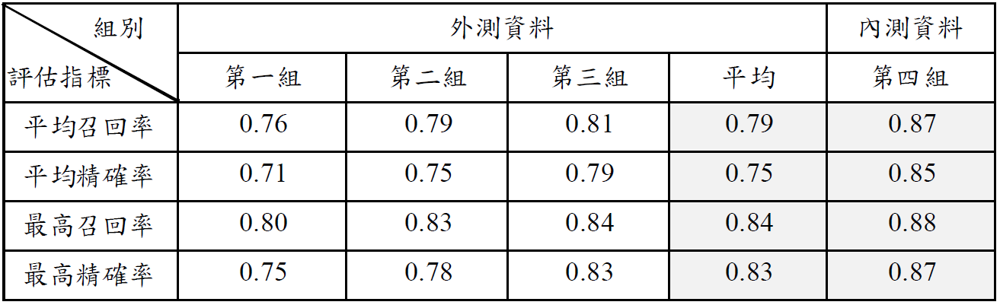 組別 外測資料 內測資料
評估指標 第一組 第二組 第三組 平均 第四組
平均召回率 0.76 0.79 0.81 0.79 0.87
平均精確率 0.71 0.75 0.79 0.75 0.85
最高召回率 0.80 0.83 0.84 0.84 0.88
最高精確率 0.75 0.78 0.83 0.83 0.87